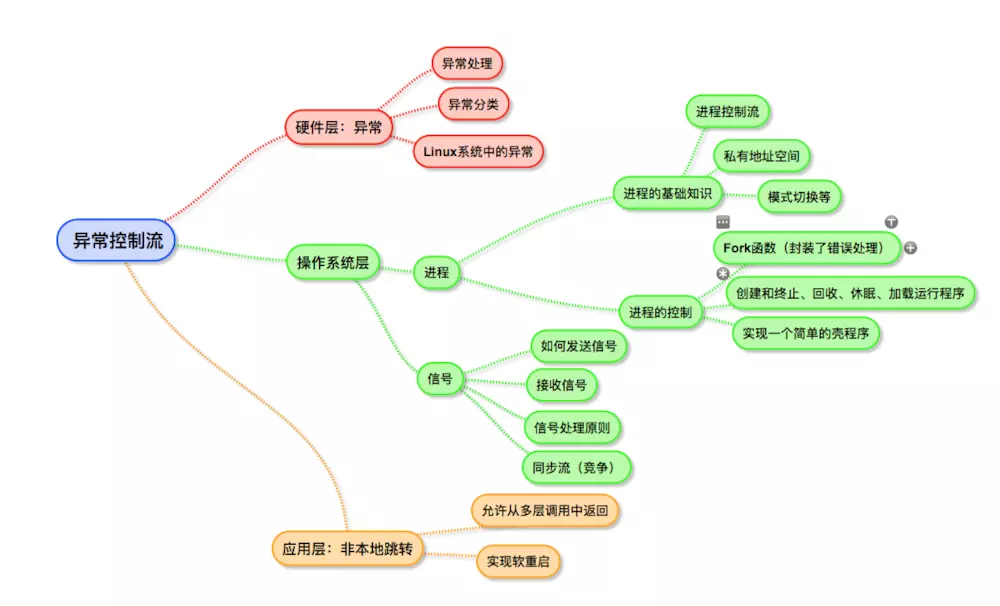 异常控制流
硬件层：异常
异常处理
异常分类
Linux系统中的异常
操作系统层
进程
进程的基础知识
进程控制流
私有地址空间
模式切换等
进程的控制
Fork函数（封装了错误处理）
创建和终止、回收、休眠、加载运行程序
实现一个简单的壳程序
信号
如何发送信号
接收信号
信号处理原则
同步流（竞争）
应用层：非本地跳转
允许从多层调用中返回
实现软重启